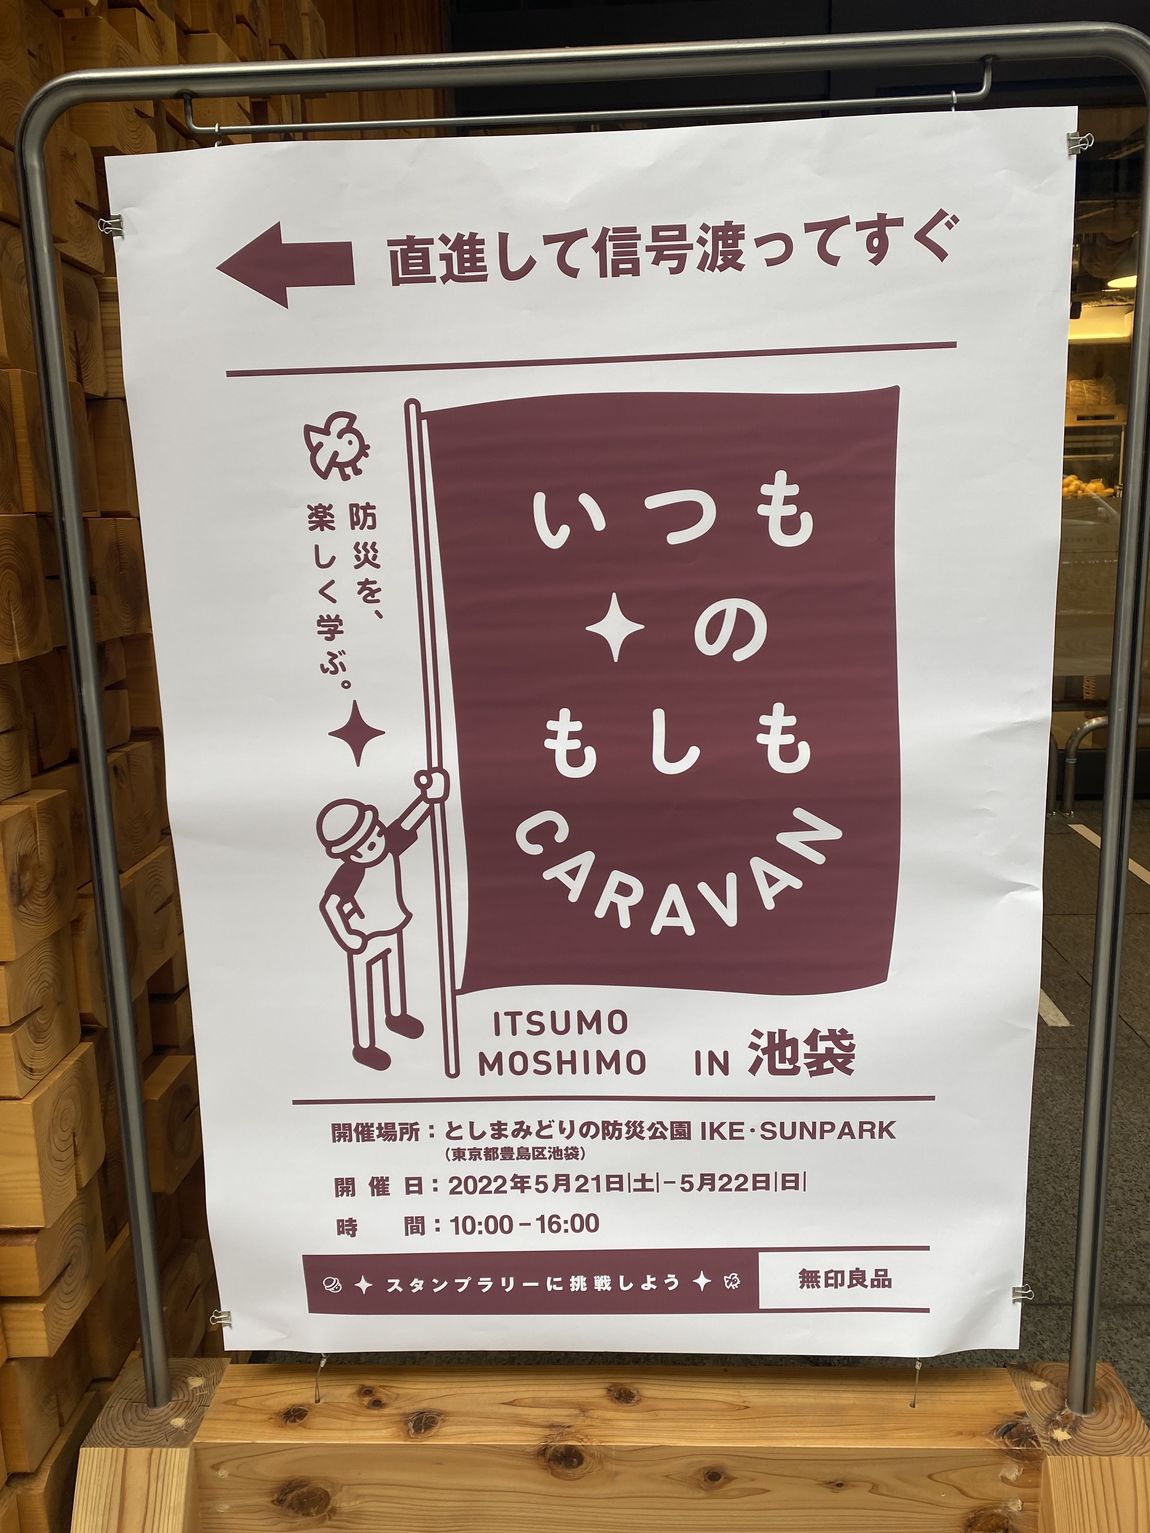 直進して信号渡ってすぐ
防災を、
楽しく学ぶ。
いつも
の
もしも
CARAVAN
ITSUMO
MOSHIMO IN 池袋
開催場所：としまみどりの防災公園 IKE・SUNPARK
（東京都豊島区池袋）
開催日：2022年5月21日|土|－5月22日|日|
時間：10:00－16:00
スタンプラリーに挑戦しよう 無印良品